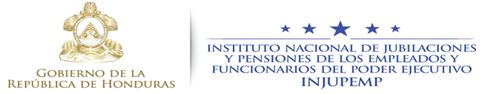 GOBIERNO DE LA
REPÚBLICA DE HONDURAS
INSTITUTO NACIONAL DE JUBILACIONES
Y PENSIONES DE LOS EMPLEADOS Y
FUNCIONARIOS DEL PODER EJECUTIVO
INJUPEMP